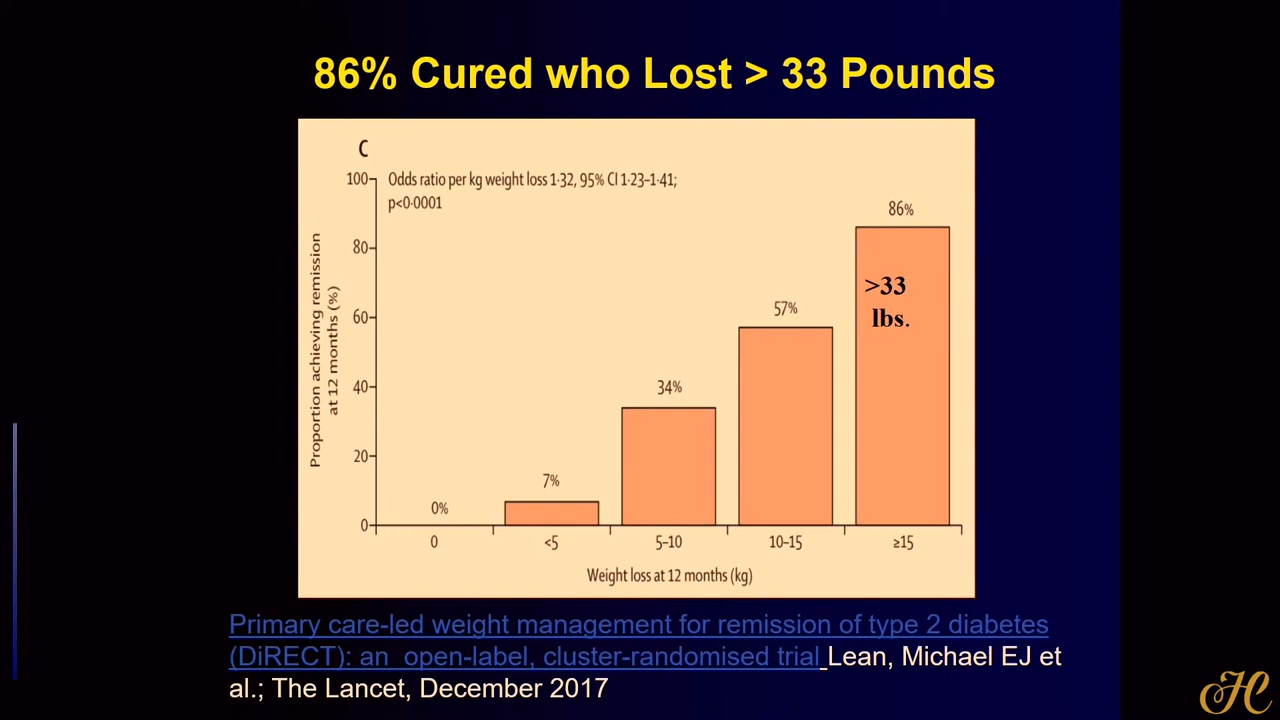 86% Cured who Lost > 33 Pounds
C
Odds ratio per kg weight loss 1·32, 95% CI 1·23–1·41;
p<0·0001
Proportion achieving remission
at 12 months (%)
100
80
60
40
20
0
0%
7%
34%
57%
86%
>33
lbs.
0 <5 5–10 10–15 ≥15
Weight loss at 12 months (kg)
Primary care-led weight management for remission of type 2 diabetes
(DiRECT): an open-label, cluster-randomised trial Lean, Michael EJ et
al.; The Lancet, December 2017
H